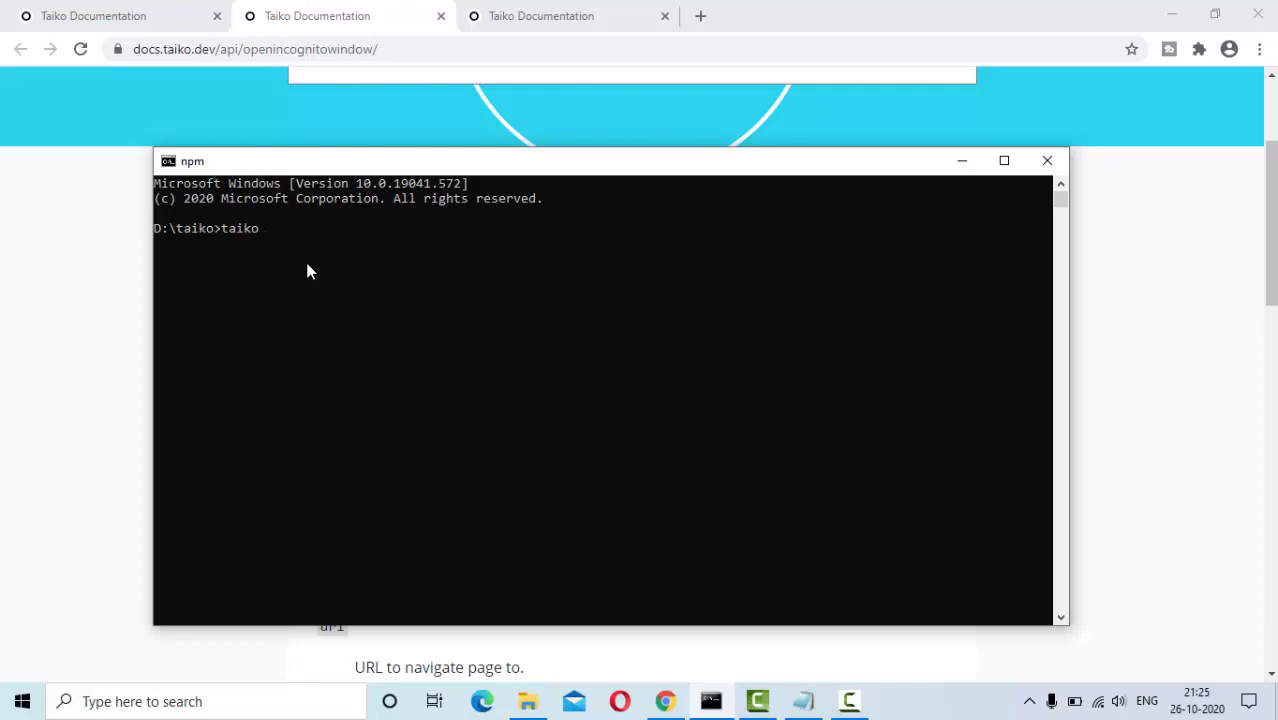 Taiko Documentation
Taiko Documentation
Taiko Documentation
docs.taiko.dev/api/openincognitowindow/
npm
Microsoft Windows [Version 10.0.19041.572]
(c) 2020 Microsoft Corporation. All rights reserved.
D:\taiko>taiko
url
URL to navigate page to.
Type here to search
ENG
21:25
26-10-2020